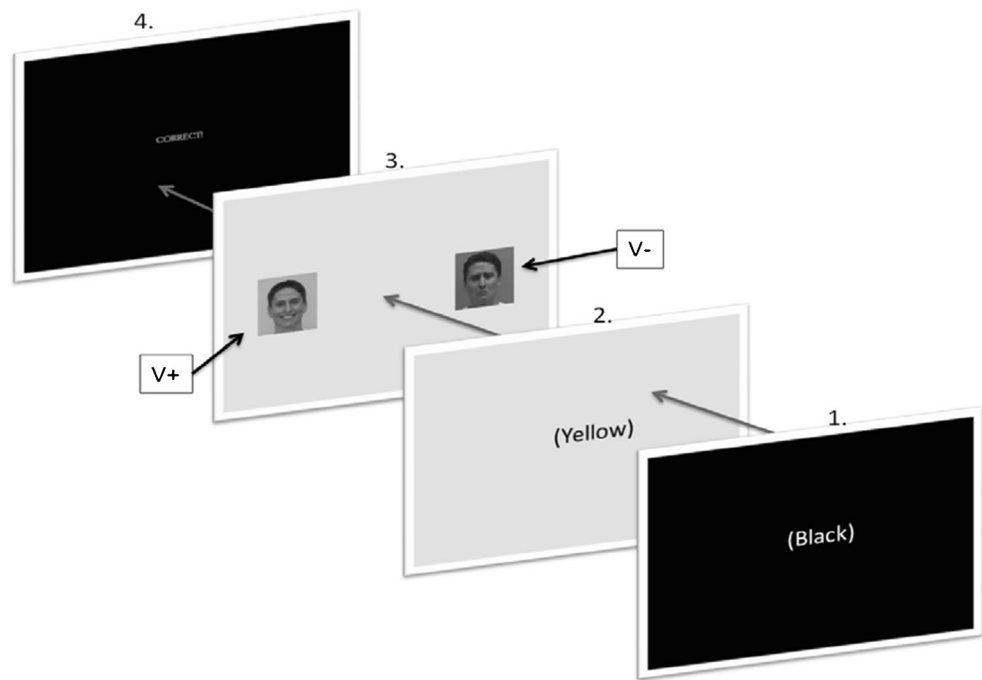 4.
CORRECT!
3.
V-
V+
2.
(Yellow)
1.
(Black)